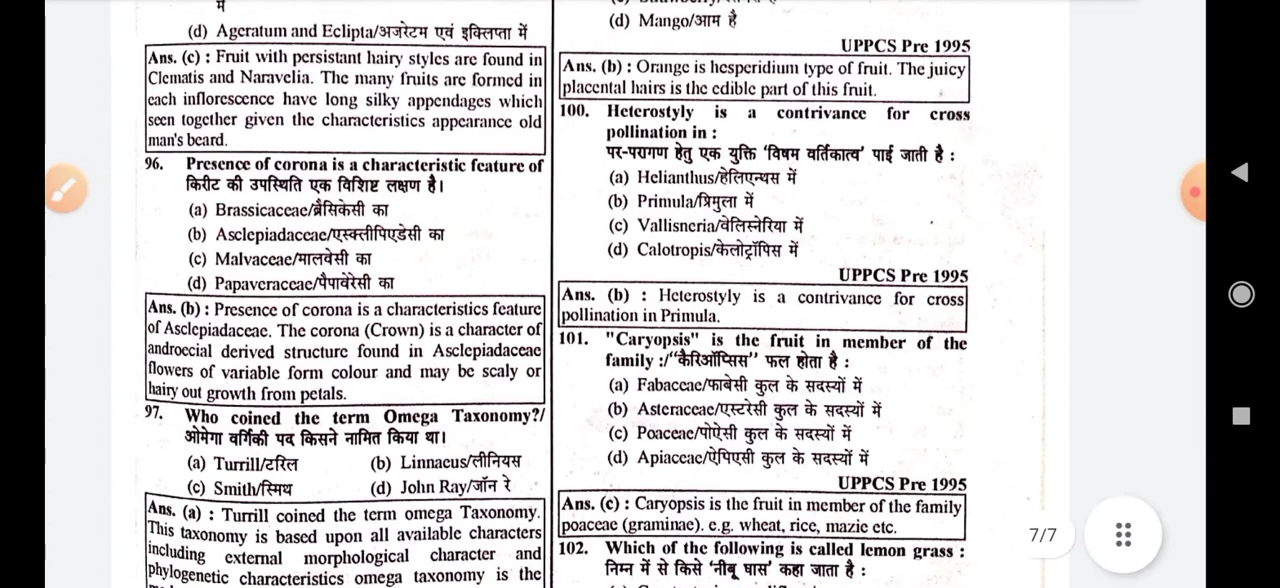 में
(d) Ageratum and Eclipta/अजरेटम एवं इक्लिप्ता में
Ans. (c) : Fruit with persistant hairy styles are found in
Clematis and Naravelia. The many fruits are formed in
each inflorescence have long silky appendages which
seen together given the characteristics appearance old
man's beard.
96. Presence of corona is a characteristic feature of
किरीट की उपस्थिति एक विशिष्ट लक्षण है।
(a) Brassicaceae/ब्रैसिकेसी का
(b) Asclepiadaceae/एस्क्लीपिएडेसी का
(c) Malvaceae/मालवेसी का
(d) Papaveraceae/पैपावेरेसी का
Ans. (b) : Presence of corona is a characteristics feature
of Asclepiadaceae. The corona (Crown) is a character of
androecial derived structure found in Asclepiadaceae
flowers of variable form colour and may be scaly or
hairy out growth from petals.
97. Who coined the term Omega Taxonomy?/
ओमेगा वर्गिकी पद किसने नामित किया था।
(a) Turrill/टरिल (b) Linnaeus/लीनियस
(c) Smith/स्मिथ (d) John Ray/जॉन रे
Ans. (a) : Turrill coined the term omega Taxonomy.
This taxonomy is based upon all available characters
including external morphological character and
phylogenetic characteristics omega taxonomy is the
(d) Mango/आम है
UPPCS Pre 1995
Ans. (b) : Orange is hesperidium type of fruit. The juicy
placental hairs is the edible part of this fruit.
100. Heterostyly is a contrivance for cross
pollination in :
पर-परागण हेतु एक युक्ति 'विषम वर्तिकात्व' पाई जाती है :
(a) Helianthus/हेलिएन्थस में
(b) Primula/प्रिमुला में
(c) Vallisneria/वेलिस्नेरिया में
(d) Calotropis/केलोट्रॉपिस में
UPPCS Pre 1995
Ans. (b) : Heterostyly is a contrivance for cross
pollination in Primula.
101. "Caryopsis" is the fruit in member of the
family :/"कैरिऑप्सिस" फल होता है :
(a) Fabaceae/फाबेसी कुल के सदस्यों में
(b) Asteraceae/एस्टरेसी कुल के सदस्यों में
(c) Poaceae/पोऐसी कुल के सदस्यों में
(d) Apiaceae/ऐपिएसी कुल के सदस्यों में
UPPCS Pre 1995
Ans. (c) : Caryopsis is the fruit in member of the family
poaceae (graminae). e.g. wheat, rice, mazie etc.
102. Which of the following is called lemon grass :
निम्न में से किसे 'नीबू घास' कहा जाता है :
7/7